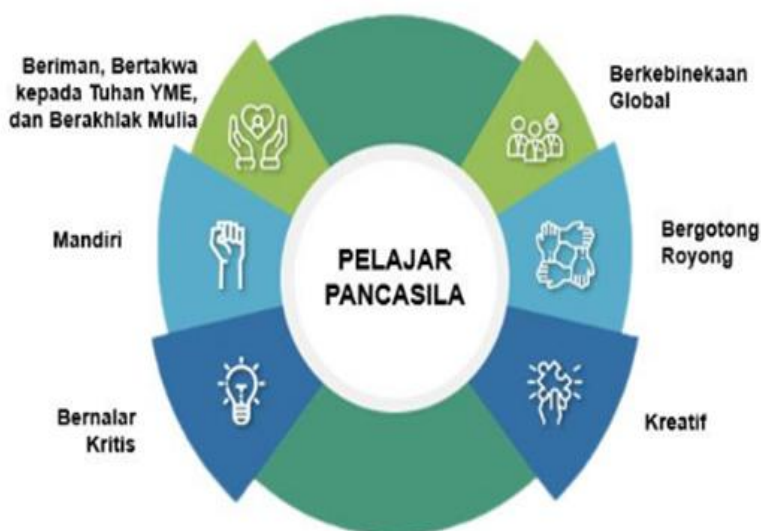 Beriman, Bertakwa
kepada Tuhan YME,
dan Berakhlak Mulia
Berkebinekaan
Global
Mandiri
PELAJAR
PANCASILA
Bergotong
Royong
Bernalar
Kritis
Kreatif